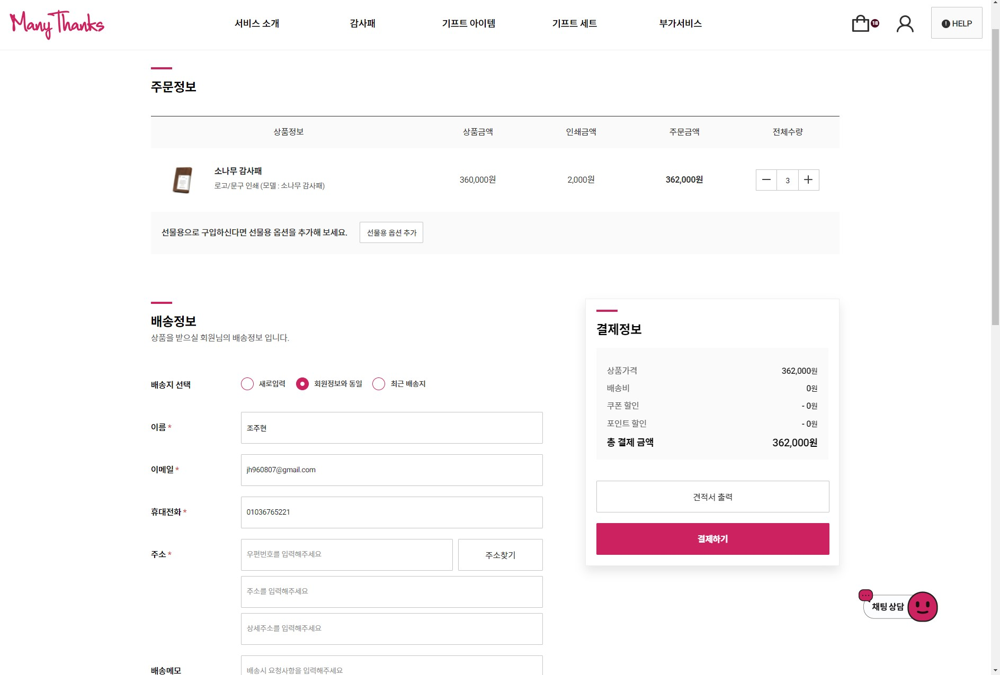 Many Thanks
서비스 소개
감사패
기프트 아이템
기프트 세트
부가서비스
18
HELP
주문정보
상품정보 상품금액 인쇄금액 주문금액 전체수량
소나무 감사패
로고/문구 인쇄 (모델 : 소나무 감사패)
360,000원 2,000원 362,000원 3
선물용으로 구입하신다면 선물용 옵션을 추가해 보세요. 선물용 옵션 추가
배송정보
상품을 받으실 회원님의 배송정보 입니다.
배송지 선택 새로입력 회원정보와 동일 최근 배송지
이름 * 조주현
이메일 * jh960807@gmail.com
휴대전화 * 01036765221
주소 * 우편번호를 입력해주세요 주소찾기
주소를 입력해주세요
상세주소를 입력해주세요
배송메모 배송시 요청사항을 입력해주세요
결제정보
상품가격 362,000원
배송비 0원
쿠폰 할인 - 0원
포인트 할인 - 0원
총 결제 금액 362,000원
견적서 출력
결제하기
채팅 상담